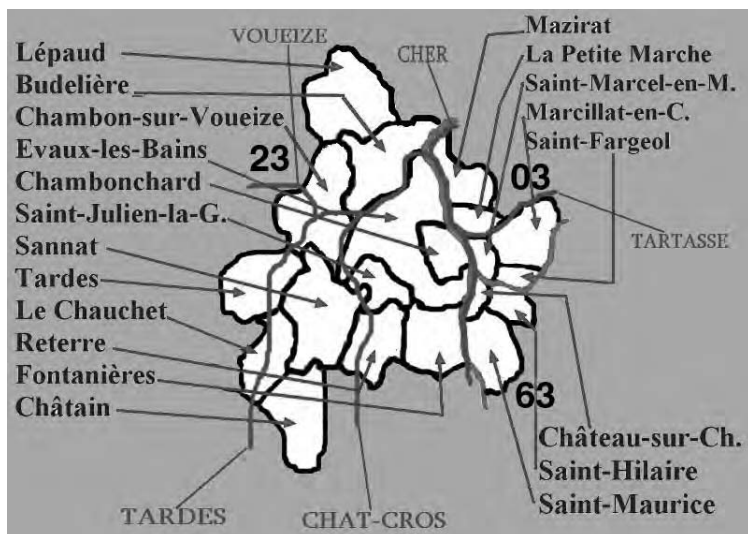 VOUEIZE
CHER
Lépaud
Budelière
Chambon-sur-Voueize
Evaux-les-Bains
Chambonchard
Saint-Julien-la-G.
Sannat
Tardes
Le Chauchet
Reterre
Fontanières
Châtain
23
Mazirat
La Petite Marche
Saint-Marcel-en-M.
Marcillat-en-C.
Saint-Fargeol
03
TARTASSE
63
Château-sur-Ch.
Saint-Hilaire
Saint-Maurice
TARDES
CHAT-CROS